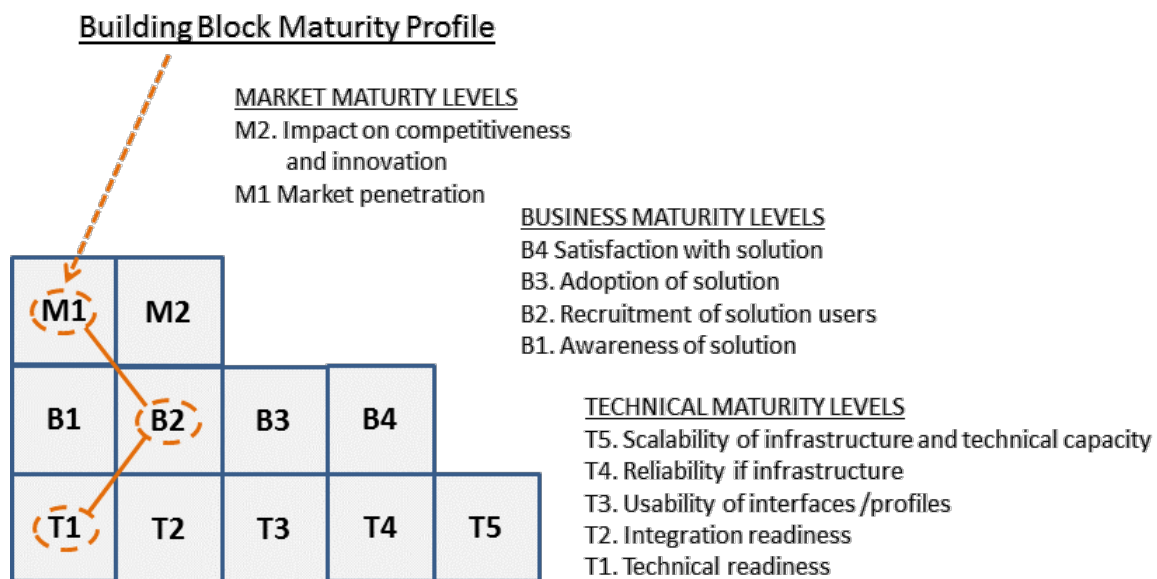 Building Block Maturity Profile
MARKET MATURTY LEVELS
M2. Impact on competitiveness
and innovation
M1 Market penetration
BUSINESS MATURITY LEVELS
B4 Satisfaction with solution
B3. Adoption of solution
B2. Recruitment of solution users
B1. Awareness of solution
TECHNICAL MATURITY LEVELS
T5. Scalability of infrastructure and technical capacity
T4. Reliability if infrastructure
T3. Usability of interfaces /profiles
T2. Integration readiness
T1. Technical readiness
M1 M2
B1 B2 B3 B4
T1 T2 T3 T4 T5